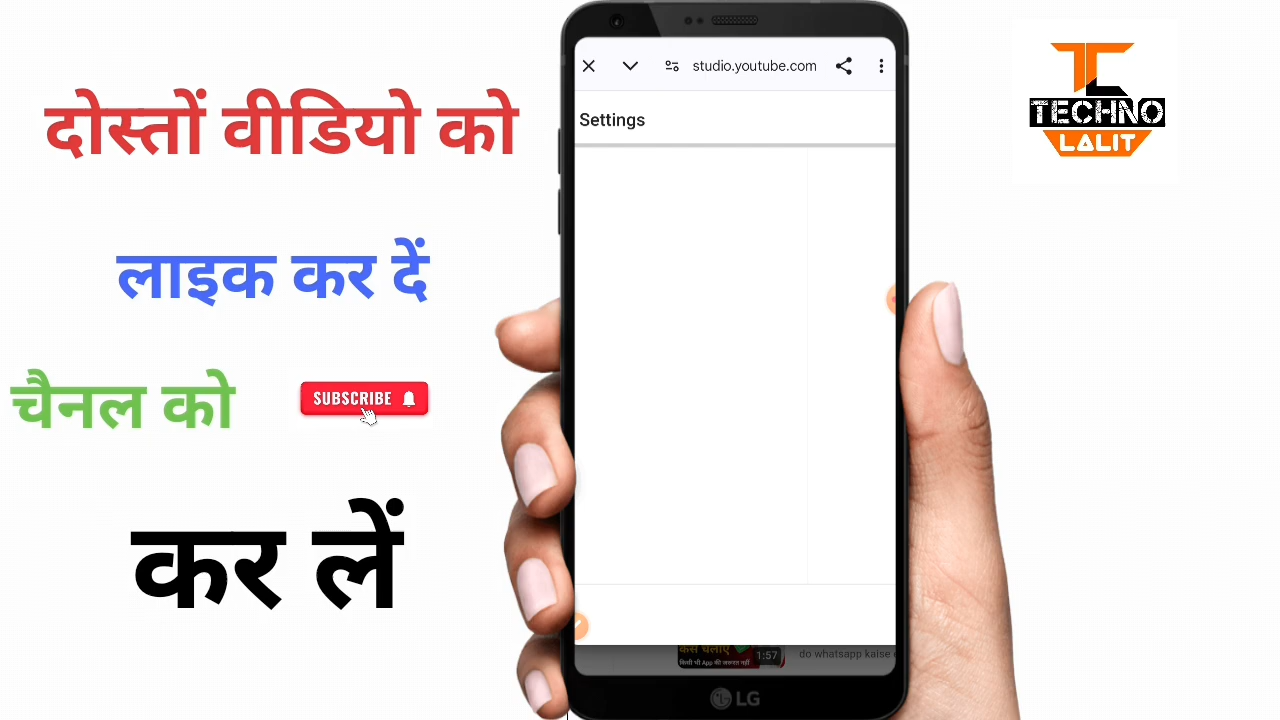 दोस्तों वीडियो को
लाइक कर दें
चैनल को
SUBSCRIBE
कर लें
studio.youtube.com
Settings
1:57
do whatsapp kaise
LG
TECHNO
LALIT